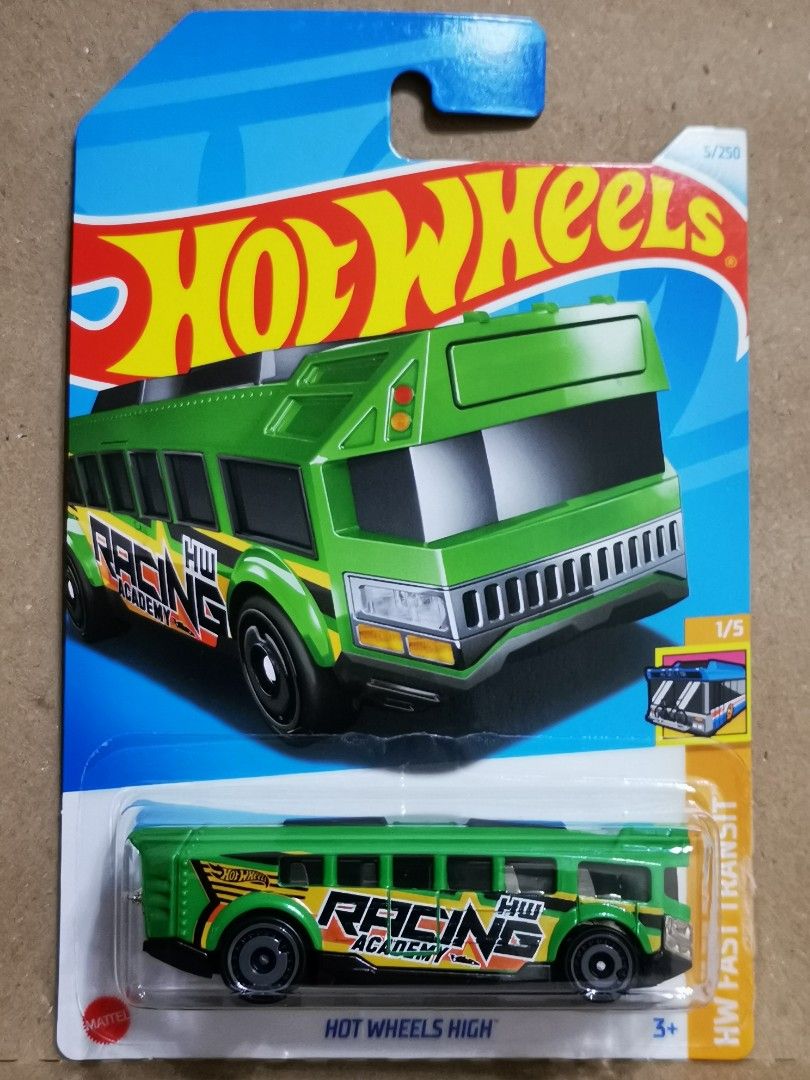 5/250
HOT WHEELS®
HW
RACING
ACADEMY
1/5
HW FAST TRANSIT
Hot Wheels
HW
RACING
ACADEMY
MATTEL
HOT WHEELS HIGH™
3+